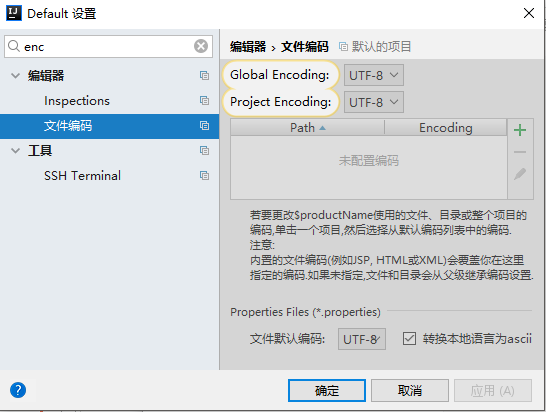 Default 设置
enc
编辑器
Inspections
文件编码
工具
SSH Terminal
编辑器 › 文件编码 默认的项目
Global Encoding: UTF-8
Project Encoding: UTF-8
Path Encoding
未配置编码
若要更改$productName使用的文件、目录或整个项目的
编码,单击一个项目,然后选择从默认编码列表中的编码.
注意:
内置的文件编码(例如JSP, HTML或XML)会覆盖你在这里
指定的编码.如果未指定,文件和目录会从父级继承编码设置.
Properties Files (*.properties)
文件默认编码: UTF-8 转换本地语言为ascii
? 确定 取消 应用 (A)